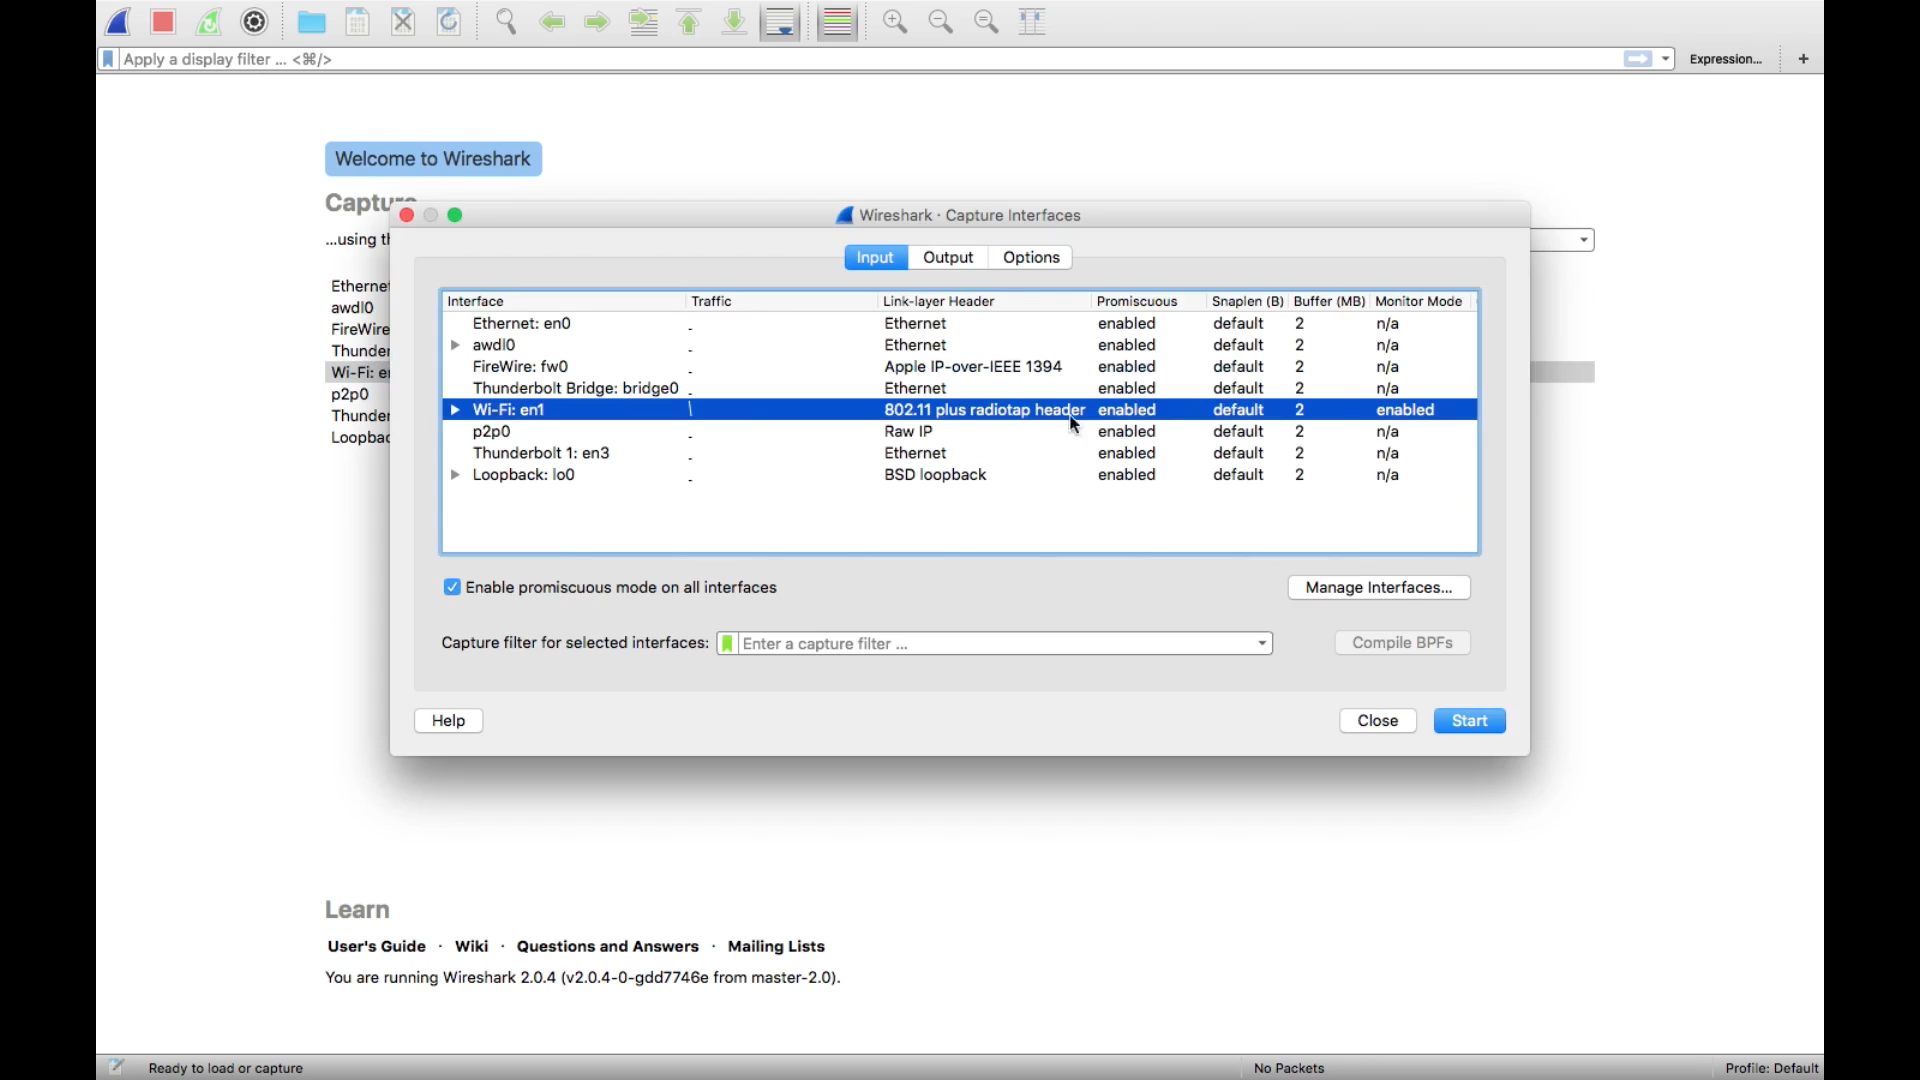 Apply a display filter ... <⌘/>
Expression...
+
Welcome to Wireshark
Capture
...using th
Wireshark · Capture Interfaces
Input Output Options
Interface Traffic Link-layer Header Promiscuous Snaplen (B) Buffer (MB) Monitor Mode
Ethernet: en0 Ethernet enabled default 2 n/a
awdl0 Ethernet enabled default 2 n/a
FireWire: fw0 Apple IP-over-IEEE 1394 enabled default 2 n/a
Thunderbolt Bridge: bridge0 Ethernet enabled default 2 n/a
Wi-Fi: en1 802.11 plus radiotap header enabled default 2 enabled
p2p0 Raw IP enabled default 2 n/a
Thunderbolt 1: en3 Ethernet enabled default 2 n/a
Loopback: lo0 BSD loopback enabled default 2 n/a
Ethernet
awdl0
FireWire
Thunder
Wi-Fi: en
p2p0
Thunder
Loopbac
Enable promiscuous mode on all interfaces
Manage Interfaces...
Capture filter for selected interfaces: Enter a capture filter ...
Compile BPFs
Help
Close
Start
Learn
User's Guide · Wiki · Questions and Answers · Mailing Lists
You are running Wireshark 2.0.4 (v2.0.4-0-gdd7746e from master-2.0).
Ready to load or capture
No Packets
Profile: Default